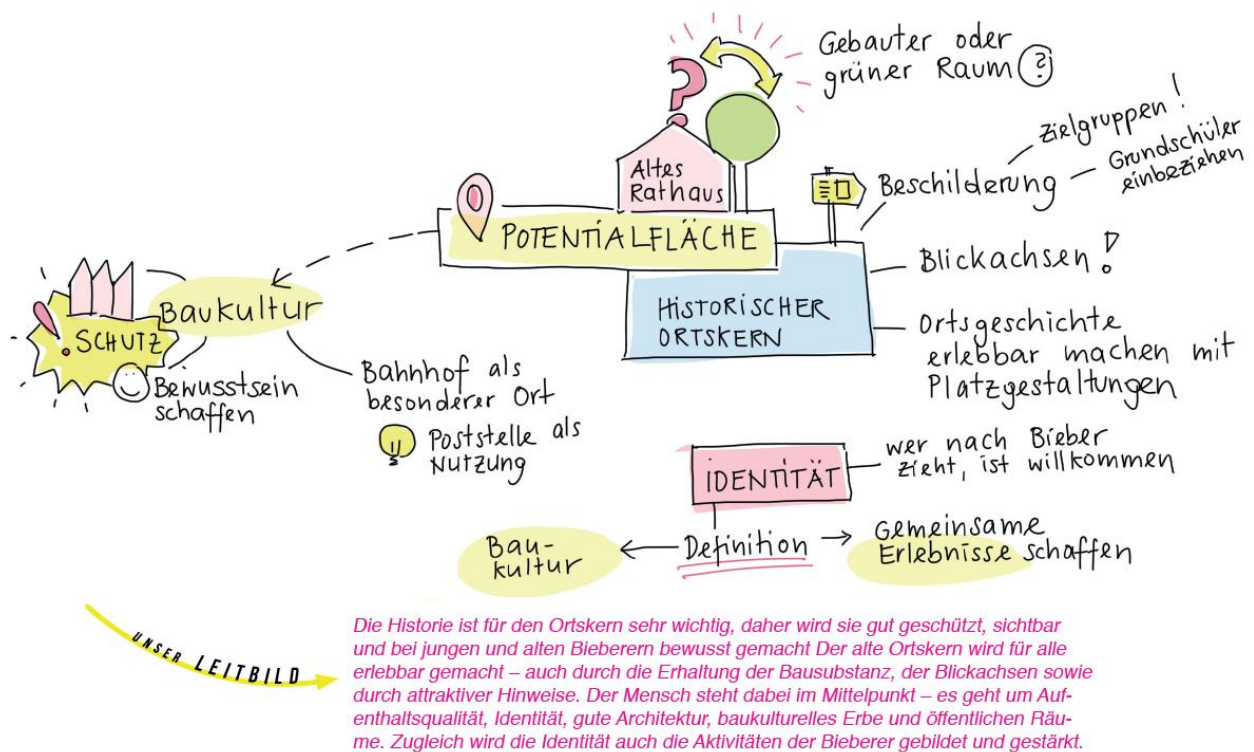 Gebauter oder
grüner Raum ?
?
Altes
Rathaus
POTENTIALFLÄCHE
Zielgruppen!
Beschilderung
Grundschüler
einbeziehen
Blickachsen!
HISTORISCHER
ORTSKERN
Ortsgeschichte
erlebbar machen mit
Platzgestaltungen
Baukultur
! SCHUTZ
Bewusstsein
schaffen
Bahnhof als
besonderer Ort
Poststelle als
Nutzung
IDENTITÄT
wer nach Bieber
zieht, ist willkommen
Definition
Bau-
kultur
Gemeinsame
Erlebnisse schaffen
UNSER LEITBILD
Die Historie ist für den Ortskern sehr wichtig, daher wird sie gut geschützt, sichtbar
und bei jungen und alten Bieberern bewusst gemacht Der alte Ortskern wird für alle
erlebbar gemacht – auch durch die Erhaltung der Bausubstanz, der Blickachsen sowie
durch attraktiver Hinweise. Der Mensch steht dabei im Mittelpunkt – es geht um Auf-
enthaltsqualität, Identität, gute Architektur, baukulturelles Erbe und öffentlichen Räu-
me. Zugleich wird die Identität auch die Aktivitäten der Bieberer gebildet und gestärkt.